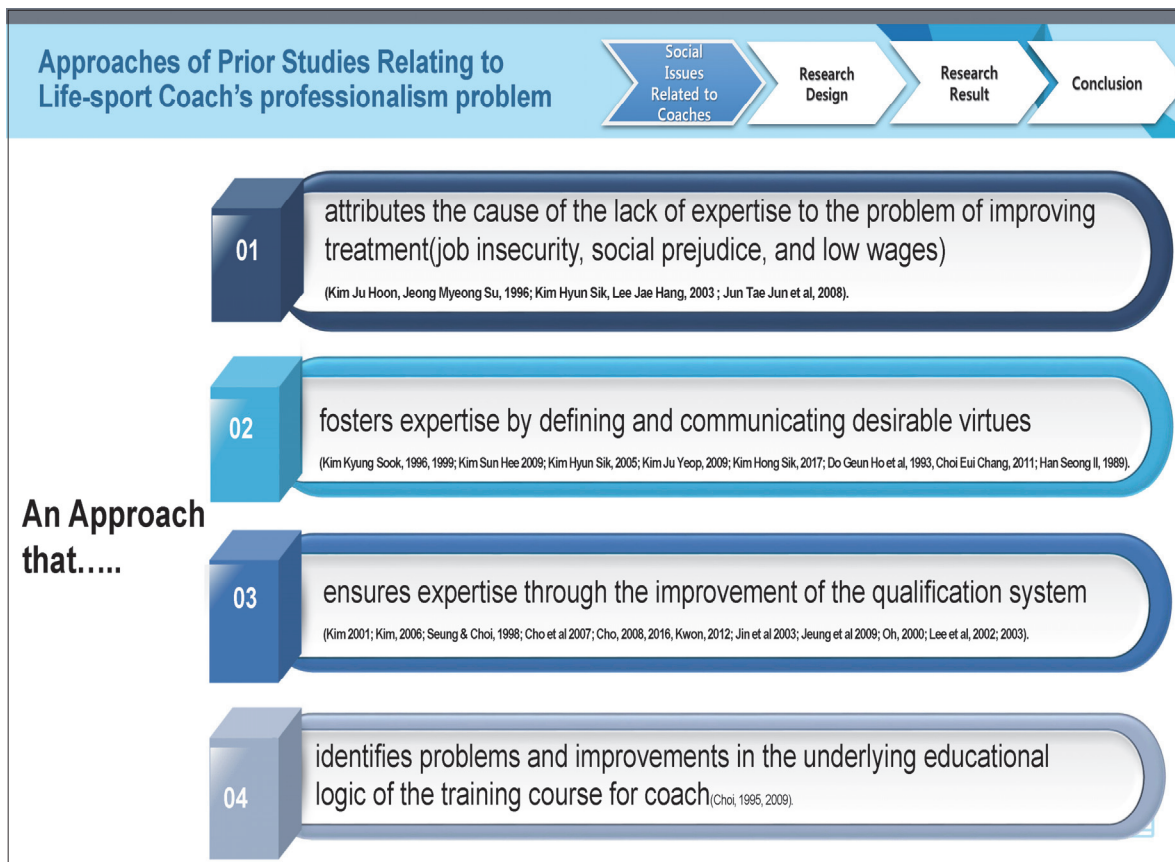 Approaches of Prior Studies Relating to
Life-sport Coach's professionalism problem
Social
Issues
Related to
Coaches
Research
Design
Research
Result
Conclusion
An Approach
that.....
01
attributes the cause of the lack of expertise to the problem of improving
treatment(job insecurity, social prejudice, and low wages)
(Kim Ju Hoon, Jeong Myeong Su, 1996; Kim Hyun Sik, Lee Jae Hang, 2003 ; Jun Tae Jun et al, 2008).
02
fosters expertise by defining and communicating desirable virtues
(Kim Kyung Sook, 1996, 1999; Kim Sun Hee 2009; Kim Hyun Sik, 2005; Kim Ju Yeop, 2009; Kim Hong Sik, 2017; Do Geun Ho et al, 1993, Choi Eui Chang, 2011; Han Seong Il, 1989).
03
ensures expertise through the improvement of the qualification system
(Kim 2001; Kim, 2006; Seung & Choi, 1998; Cho et al 2007; Cho, 2008, 2016, Kwon, 2012; Jin et al 2003; Jeung et al 2009; Oh, 2000; Lee et al, 2002; 2003).
04
identifies problems and improvements in the underlying educational
logic of the training course for coach(Choi, 1995, 2009).